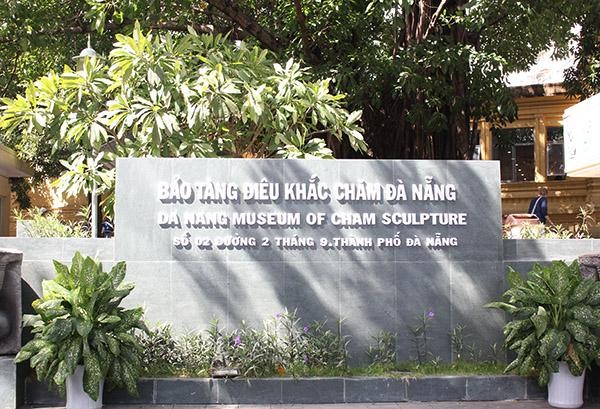 BẢO TÀNG ĐIÊU KHẮC CHĂM ĐÀ NẴNG
DA NANG MUSEUM OF CHAM SCULPTURE
SỐ 02 ĐƯỜNG 2 THÁNG 9. THÀNH PHỐ ĐÀ NẴNG